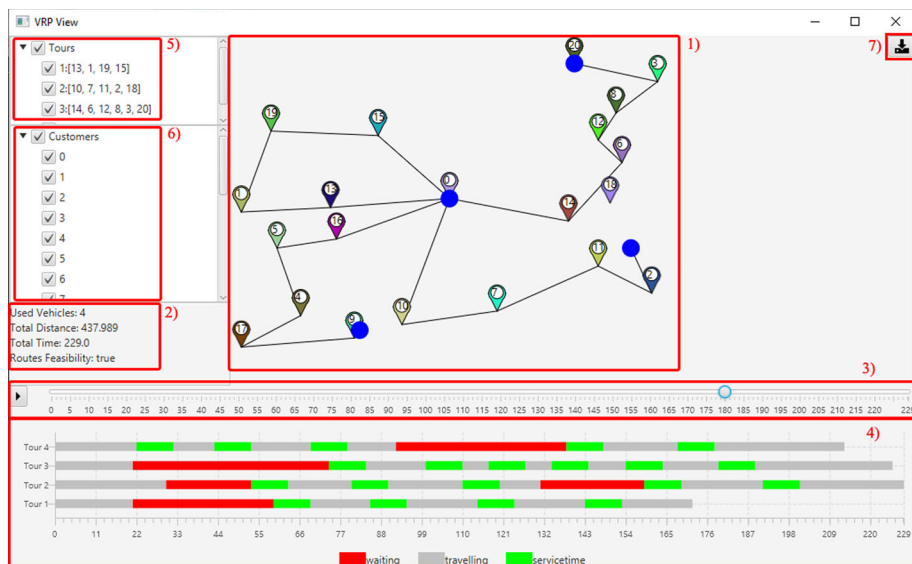 VRP View
5)
Tours
1:[13, 1, 19, 15]
2:[10, 7, 11, 2, 18]
3:[14, 6, 12, 8, 3, 20]
6)
Customers
0
1
2
3
4
5
6
7
2)
Used Vehicles: 4
Total Distance: 437.989
Total Time: 229.0
Routes Feasibility: true
1)
7)
20
3
8
19
15
12
6
0
18
1
13
14
16
5
11
2
7
4
10
9
17
3)
0 5 10 15 20 25 30 35 40 45 50 55 60 65 70 75 80 85 90 95 100 105 110 115 120 125 130 135 140 145 150 155 160 165 170 175 180 185 190 195 200 205 210 215 220 229
4)
Tour 4
Tour 3
Tour 2
Tour 1
0 11 22 33 44 55 66 77 88 99 110 121 132 143 154 165 176 187 198 209 220 229
waiting travelling servicetime